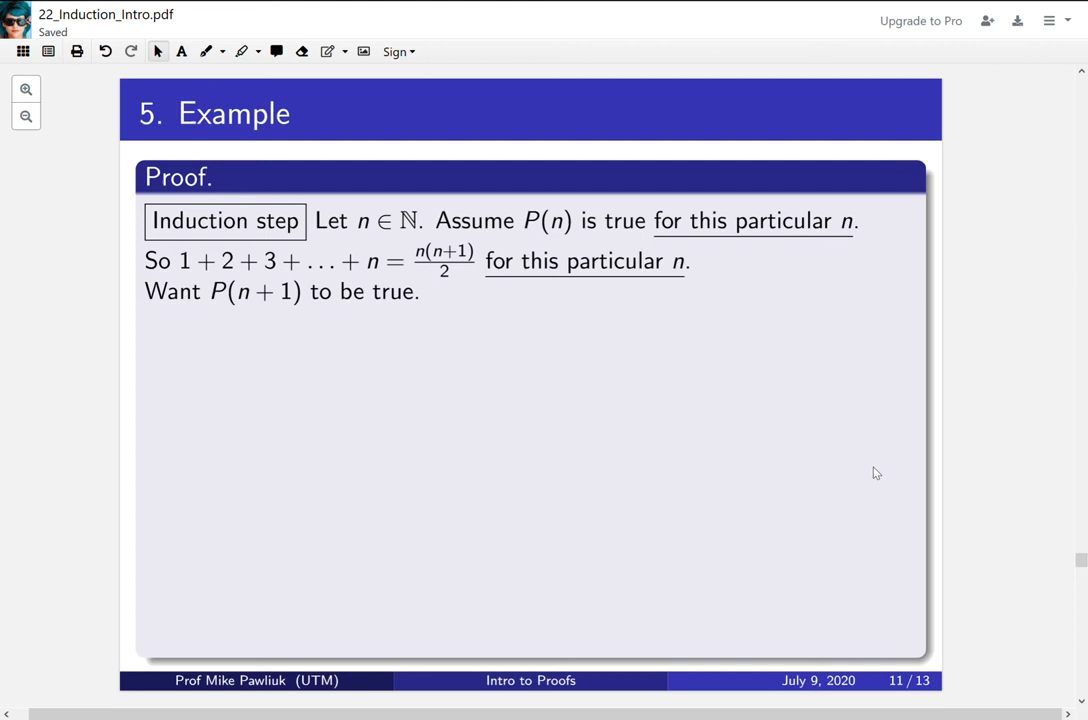 22_Induction_Intro.pdf
Saved
Upgrade to Pro
A
Sign
5. Example
Proof.
Induction step Let n ∈ ℕ. Assume P(n) is true for this particular n.
So 1 + 2 + 3 + … + n = n(n+1)/2 for this particular n.
Want P(n + 1) to be true.
Prof Mike Pawliuk (UTM) Intro to Proofs July 9, 2020 11 / 13